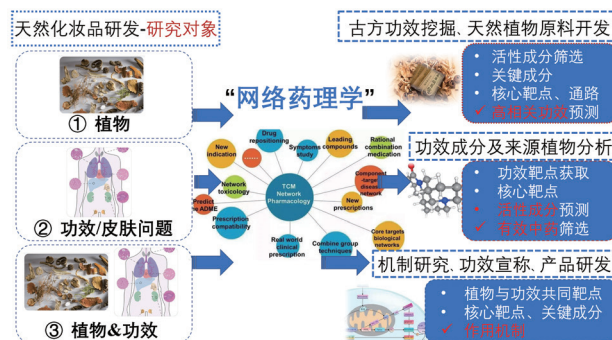 天然化妆品研发-研究对象
① 植物
② 功效/皮肤问题
③ 植物&功效
“网络药理学”
Drug
repositioning
Symptoms
study
Leading
compounds
New
indication
......
Rational
combination
medication
Network
toxicology
TCM
Network
Pharmacology
Component
-target
disease
network
Predict
the ADME
New
prescriptions
Prescription
compatibility
Core targets
biological
networks
Real world
clinical
prescription
Combine group
techniques
古方功效挖掘、天然植物原料开发
• 活性成分筛选
• 关键成分
• 核心靶点、通路
✓ 高相关功效预测
功效成分及来源植物分析
• 功效靶点获取
• 核心靶点
✓ 活性成分预测
✓ 有效中药筛选
机制研究、功效宣称、产品研发
• 植物与功效共同靶点
• 核心靶点、关键成分
✓ 作用机制